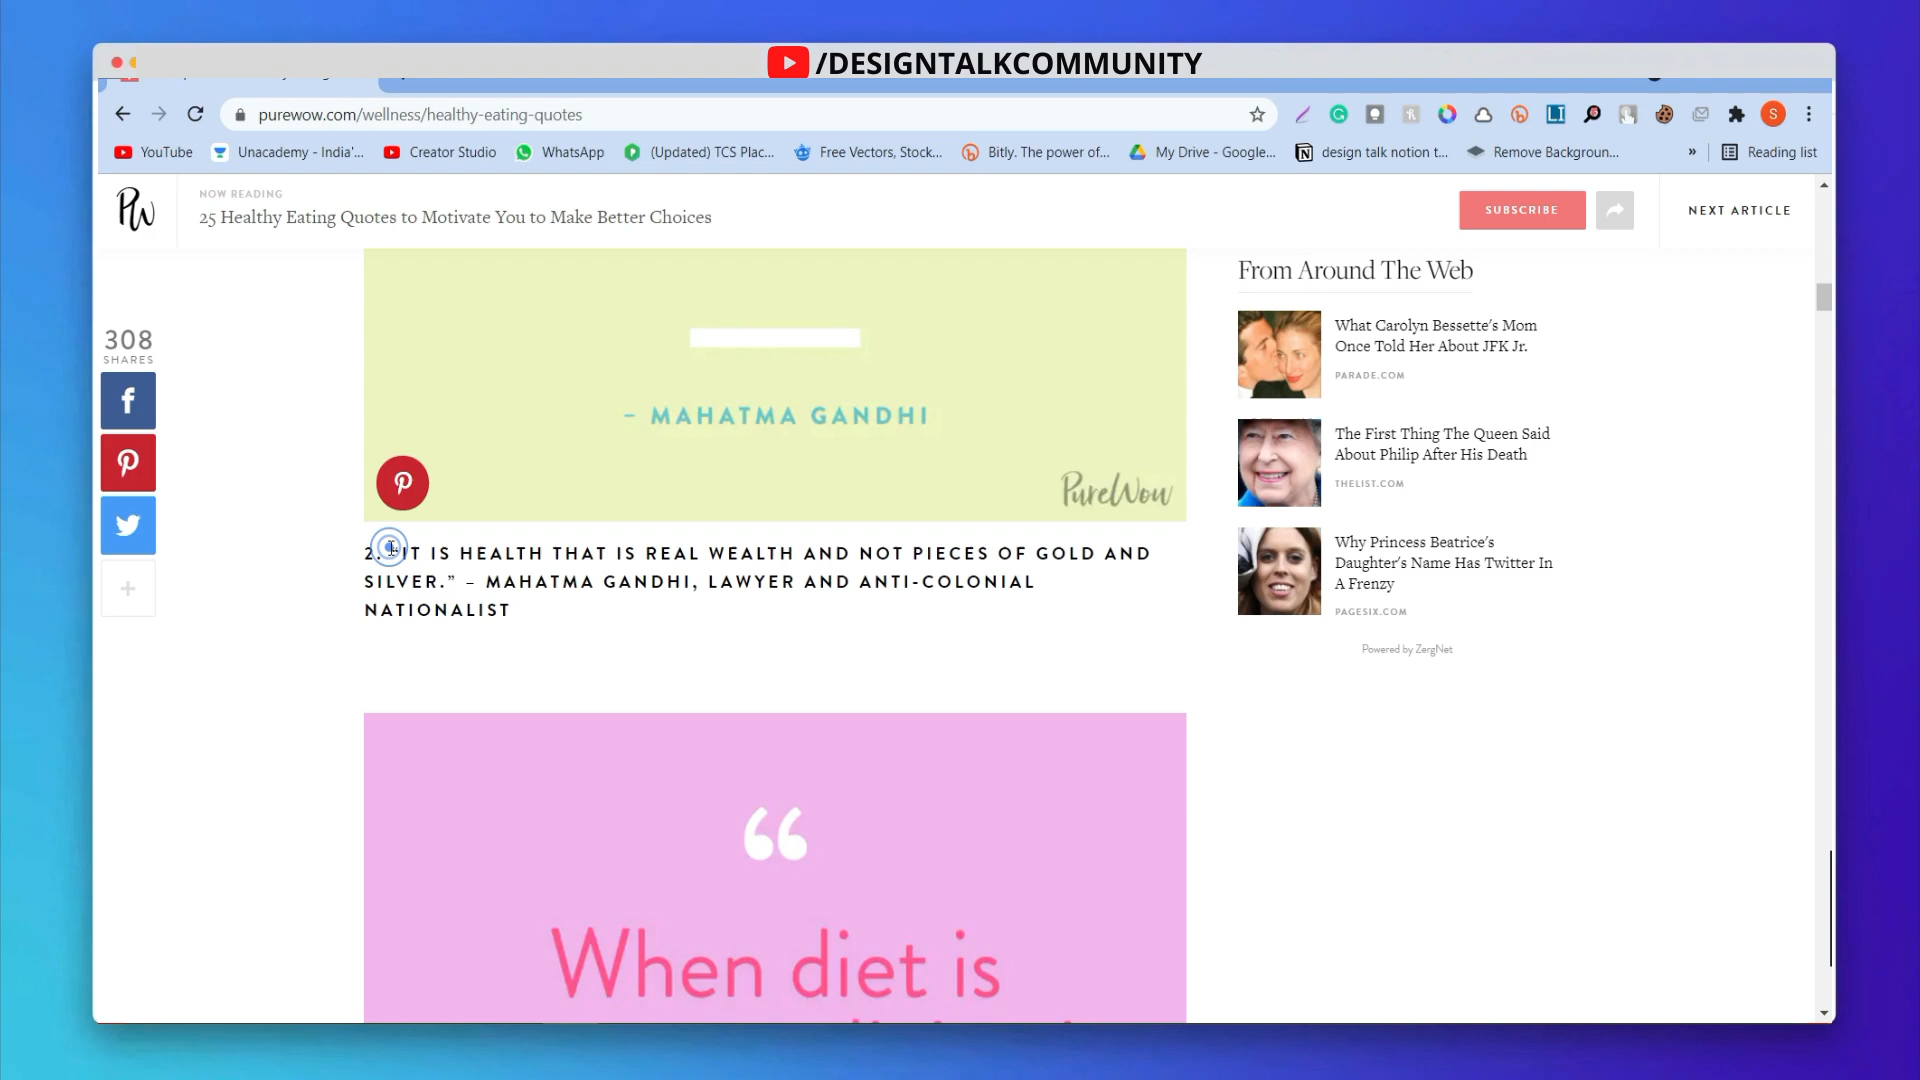 /DESIGNTALKCOMMUNITY
purewow.com/wellness/healthy-eating-quotes
YouTube
Unacademy - India'...
Creator Studio
WhatsApp
(Updated) TCS Plac...
Free Vectors, Stock...
Bitly. The power of...
My Drive - Google...
design talk notion t...
Remove Backgroun...
»
Reading list
PW
NOW READING
25 Healthy Eating Quotes to Motivate You to Make Better Choices
SUBSCRIBE
NEXT ARTICLE
308
SHARES
– MAHATMA GANDHI
PureWow
2. “IT IS HEALTH THAT IS REAL WEALTH AND NOT PIECES OF GOLD AND
SILVER.” – MAHATMA GANDHI, LAWYER AND ANTI-COLONIAL
NATIONALIST
“
When diet is
From Around The Web
What Carolyn Bessette's Mom
Once Told Her About JFK Jr.
PARADE.COM
The First Thing The Queen Said
About Philip After His Death
THELIST.COM
Why Princess Beatrice's
Daughter's Name Has Twitter In
A Frenzy
PAGESIX.COM
Powered by ZergNet